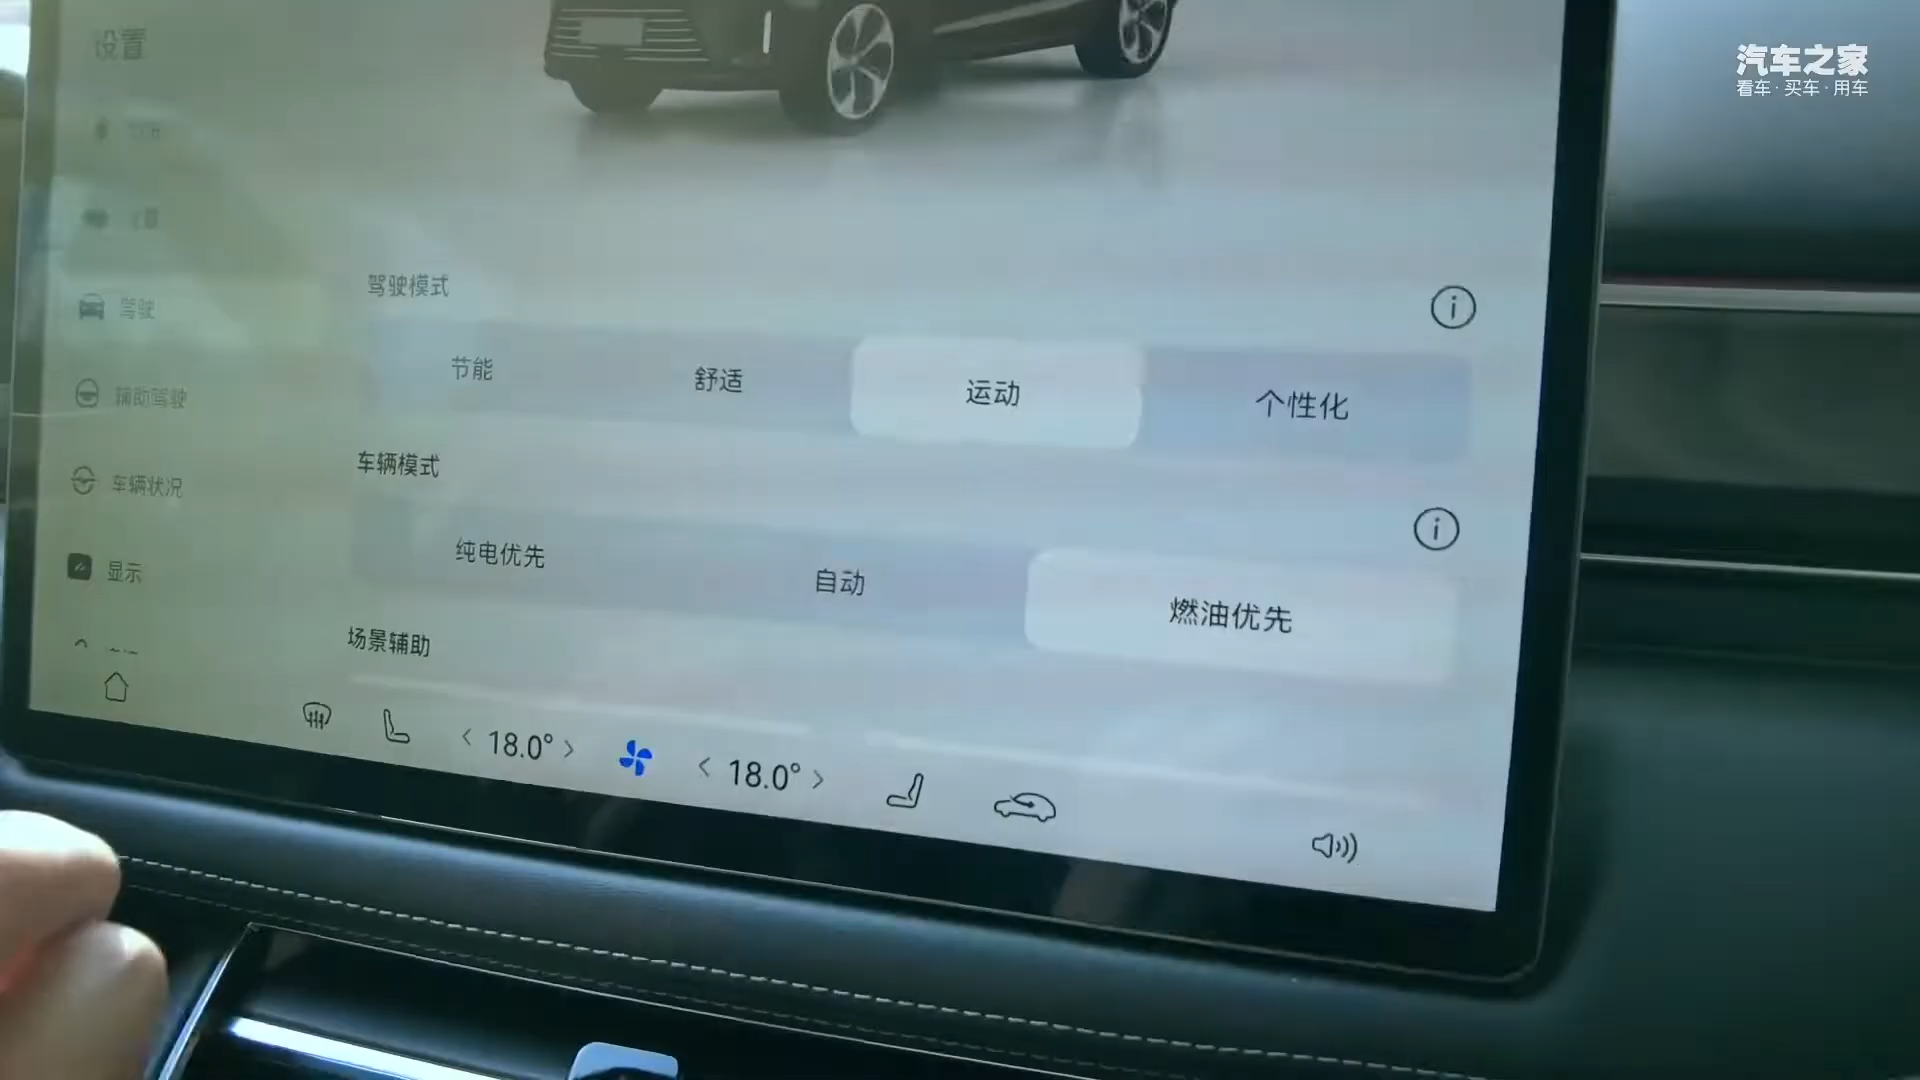 汽车之家
看车·买车·用车
设置
驾驶
辅助驾驶
车辆状况
显示
驾驶模式
节能 舒适 运动 个性化
车辆模式
纯电优先 自动 燃油优先
场景辅助
18.0° 18.0°